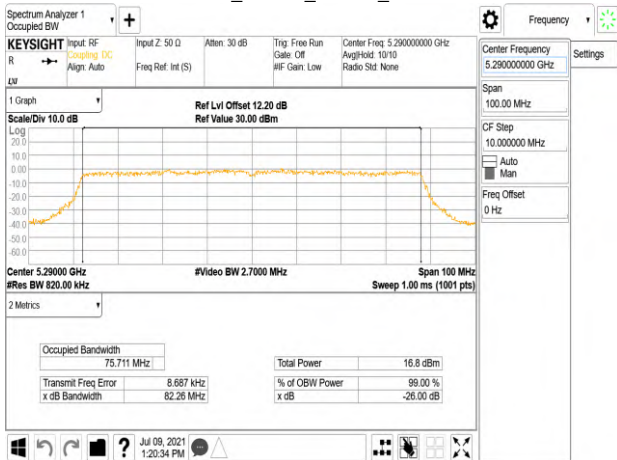 Spectrum Analyzer 1
Occupied BW
Frequency
KEYSIGHT
R
LXI
Input: RF
Coupling: DC
Align: Auto
Input Z: 50 Ω
Freq Ref: Int (S)
Atten: 30 dB
Trig: Free Run
Gate: Off
#IF Gain: Low
Center Freq: 5.290000000 GHz
Avg|Hold: 10/10
Radio Std: None
Center Frequency
5.290000000 GHz
Settings
Span
100.00 MHz
CF Step
10.000000 MHz
Auto
Man
Freq Offset
0 Hz
1 Graph
Scale/Div 10.0 dB
Ref Lvl Offset 12.20 dB
Ref Value 30.00 dBm
Log
20.0
10.0
0.00
-10.0
-20.0
-30.0
-40.0
-50.0
-60.0
Center 5.29000 GHz
#Video BW 2.7000 MHz
Span 100 MHz
#Res BW 820.00 kHz
Sweep 1.00 ms (1001 pts)
2 Metrics
Occupied Bandwidth
75.711 MHz
Total Power 16.8 dBm
Transmit Freq Error 8.687 kHz
% of OBW Power 99.00 %
x dB Bandwidth 82.26 MHz
x dB -26.00 dB
Jul 09, 2021
1:20:34 PM